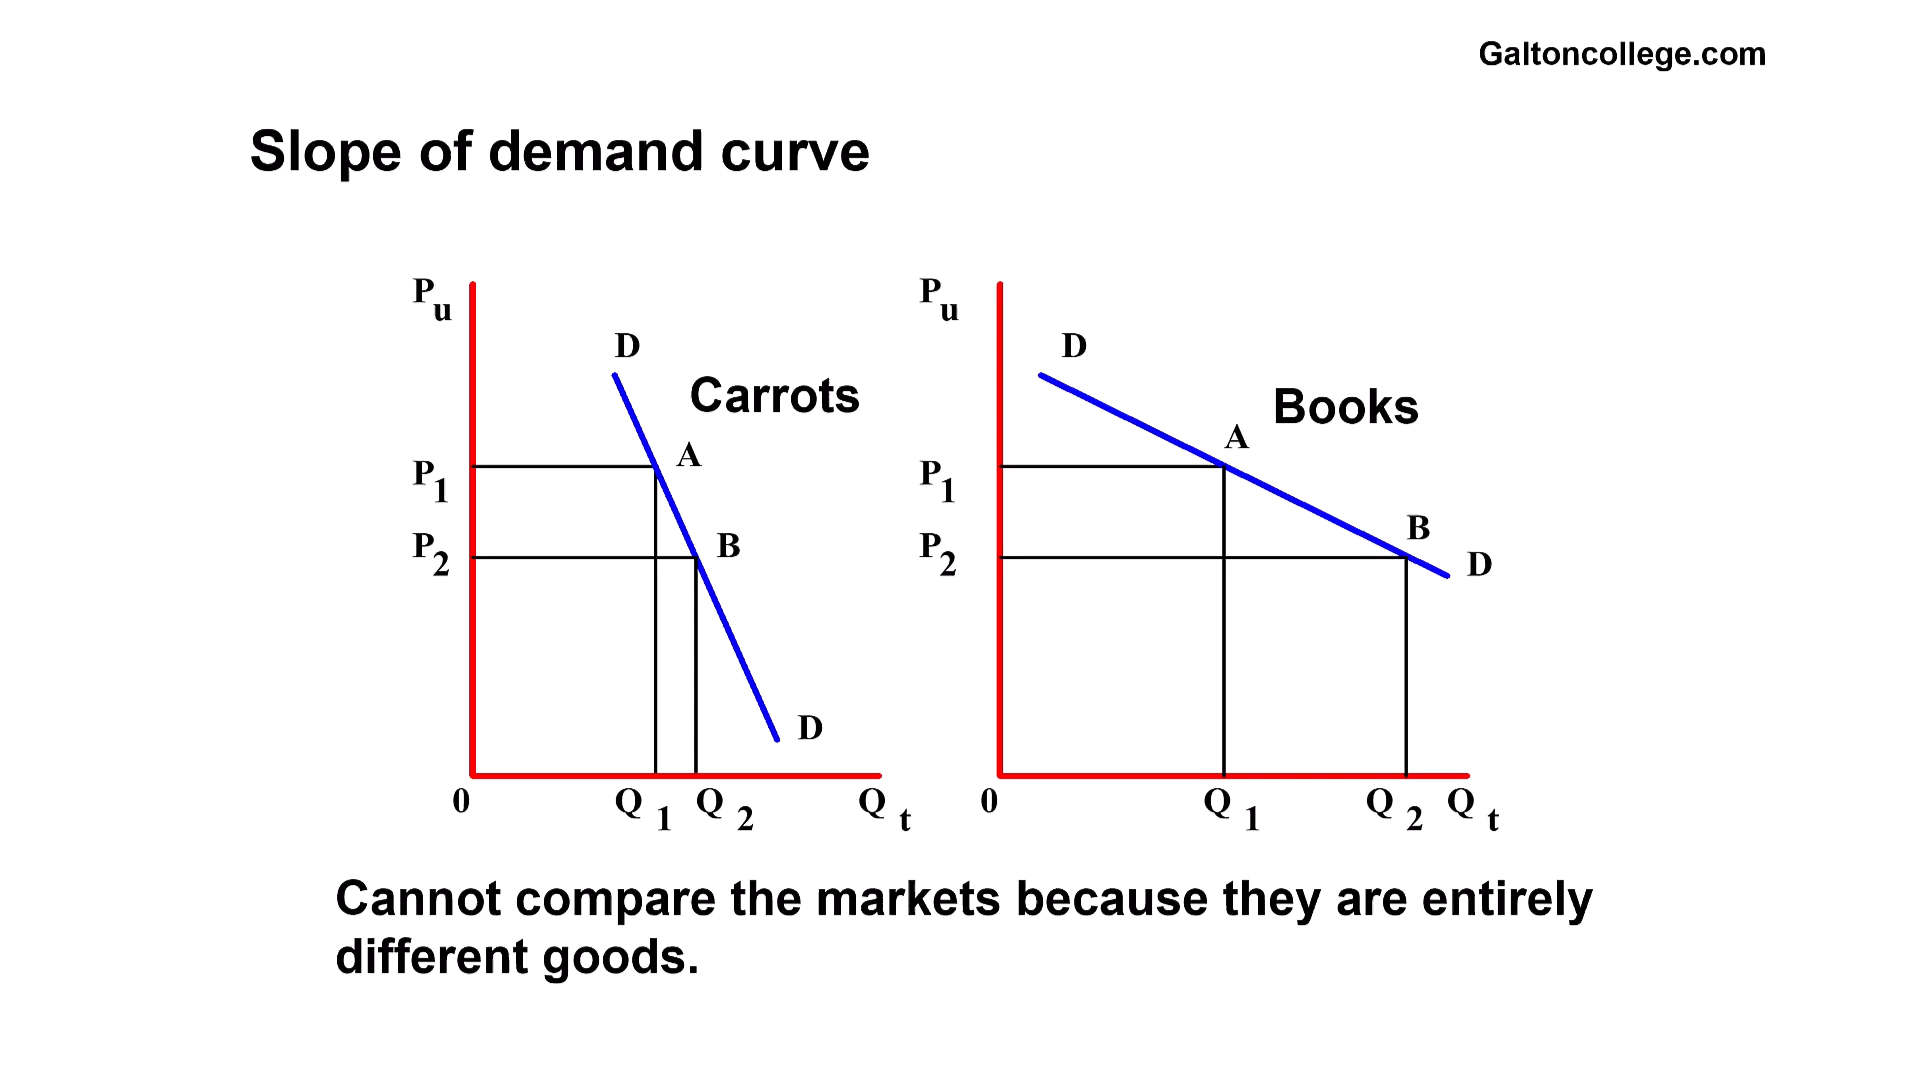 Galtoncollege.com
Slope of demand curve
Pu Pu
D D
Carrots Books
A A
P1 P1
B B
P2 P2 D
D
0 Q1 Q2 Qt 0 Q1 Q2 Qt
Cannot compare the markets because they are entirely
different goods.